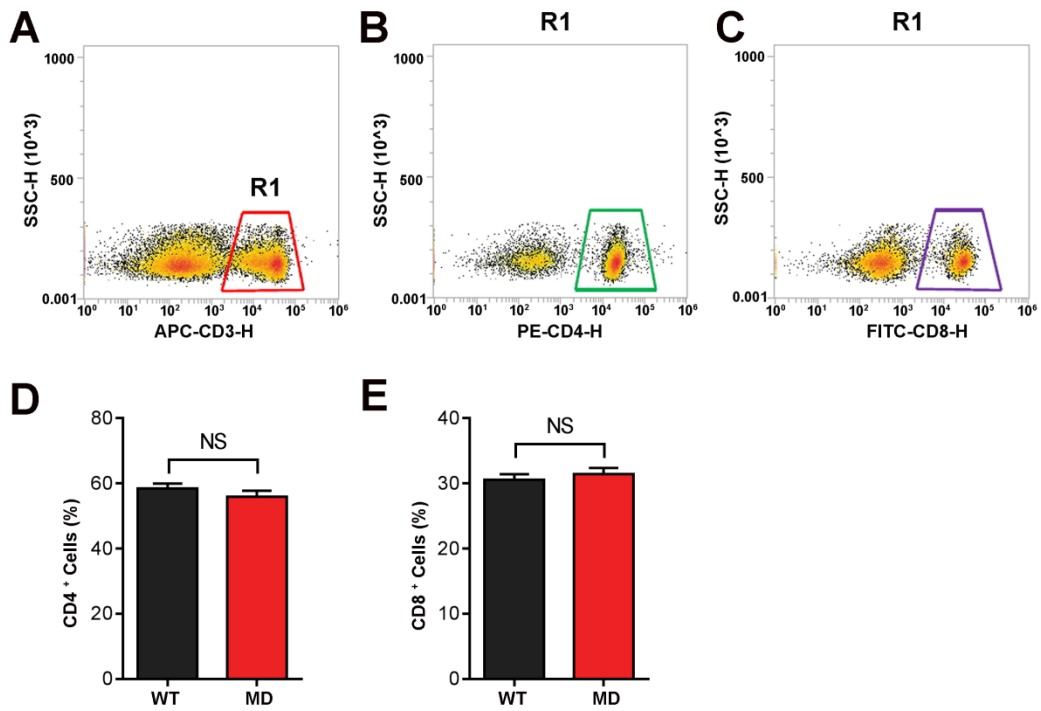 A
SSC-H (10^3)
1000
500
0.001
R1
10⁰ 10¹ 10² 10³ 10⁴ 10⁵ 10⁶
APC-CD3-H
B
R1
SSC-H (10^3)
1000
500
0.001
10⁰ 10¹ 10² 10³ 10⁴ 10⁵ 10⁶
PE-CD4-H
C
R1
SSC-H (10^3)
1000
500
0.001
10⁰ 10¹ 10² 10³ 10⁴ 10⁵ 10⁶
FITC-CD8-H
D
CD4 + Cells (%)
80
60
40
20
0
NS
WT MD
E
CD8 + Cells (%)
40
30
20
10
0
NS
WT MD